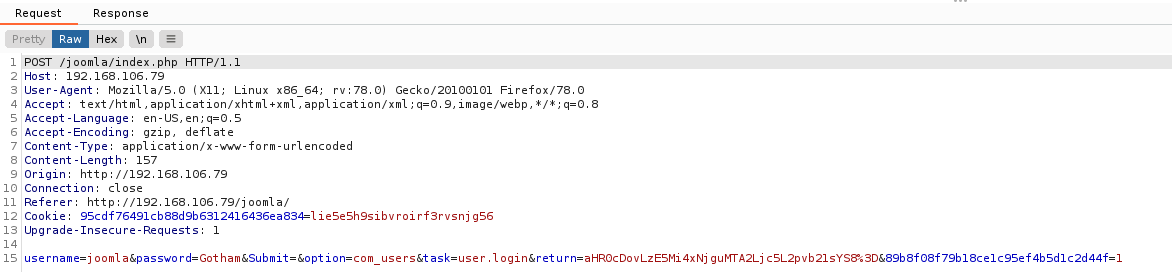 Request Response
Pretty Raw Hex \n
1 POST /joomla/index.php HTTP/1.1
2 Host: 192.168.106.79
3 User-Agent: Mozilla/5.0 (X11; Linux x86_64; rv:78.0) Gecko/20100101 Firefox/78.0
4 Accept: text/html,application/xhtml+xml,application/xml;q=0.9,image/webp,*/*;q=0.8
5 Accept-Language: en-US,en;q=0.5
6 Accept-Encoding: gzip, deflate
7 Content-Type: application/x-www-form-urlencoded
8 Content-Length: 157
9 Origin: http://192.168.106.79
10 Connection: close
11 Referer: http://192.168.106.79/joomla/
12 Cookie: 95cdf76491cb88d9b6312416436ea834=lie5e5h9sibvroirf3rvsnjg56
13 Upgrade-Insecure-Requests: 1
14
15 username=joomla&password=Gotham&Submit=&option=com_users&task=user.login&return=aHR0cDovLzE5Mi4xNjguMTA2Ljc5L2pvb21sYS8%3D&89b8f08f79b18ce1c95ef4b5d1c2d44f=1